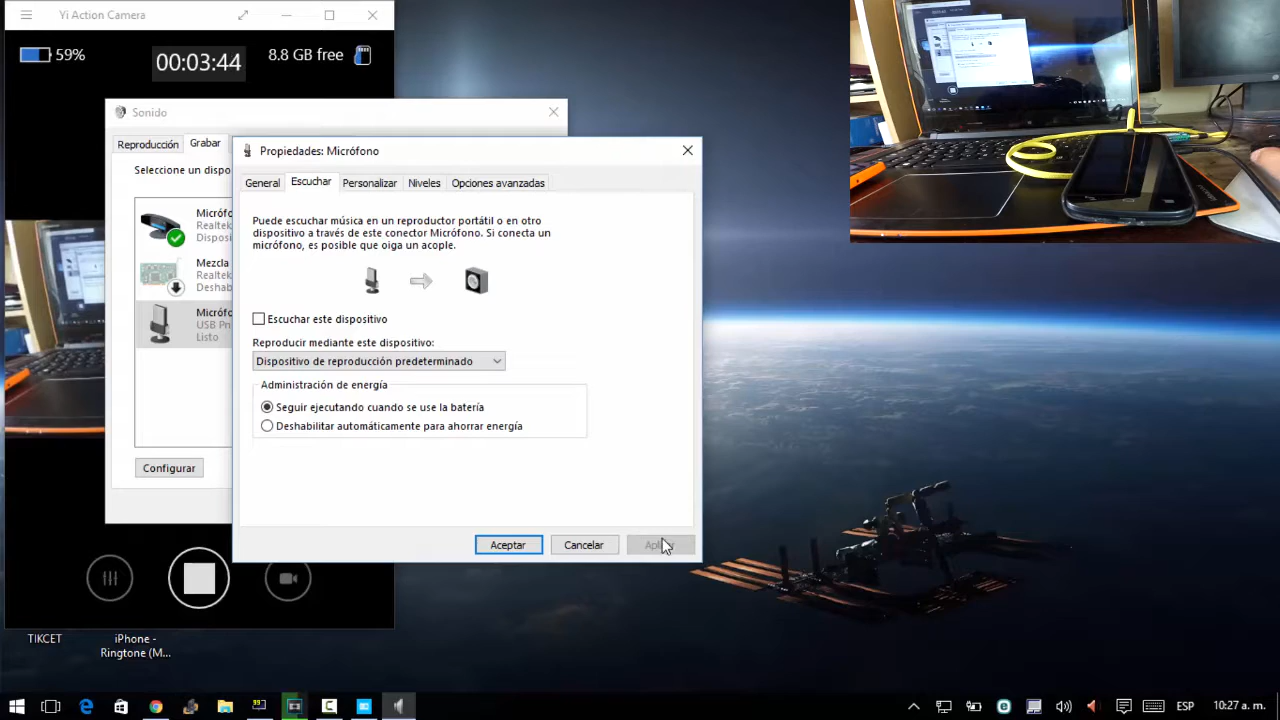 Yi Action Camera
59%
00:03:44
GB free
Sonido
Reproducción
Grabar
Seleccione un dispo
Micrófo
Realtek
Disposi
Mezcla
Realtek
Deshab
Micrófo
USB Pn
Listo
Configurar
Propiedades: Micrófono
General
Escuchar
Personalizar
Niveles
Opciones avanzadas
Puede escuchar música en un reproductor portátil o en otro
dispositivo a través de este conector Micrófono. Si conecta un
micrófono, es posible que oiga un acople.
Escuchar este dispositivo
Reproducir mediante este dispositivo:
Dispositivo de reproducción predeterminado
Administración de energía
Seguir ejecutando cuando se use la batería
Deshabilitar automáticamente para ahorrar energía
Aceptar
Cancelar
TIKCET
iPhone -
Ringtone (M...
ESP
10:27 a. m.